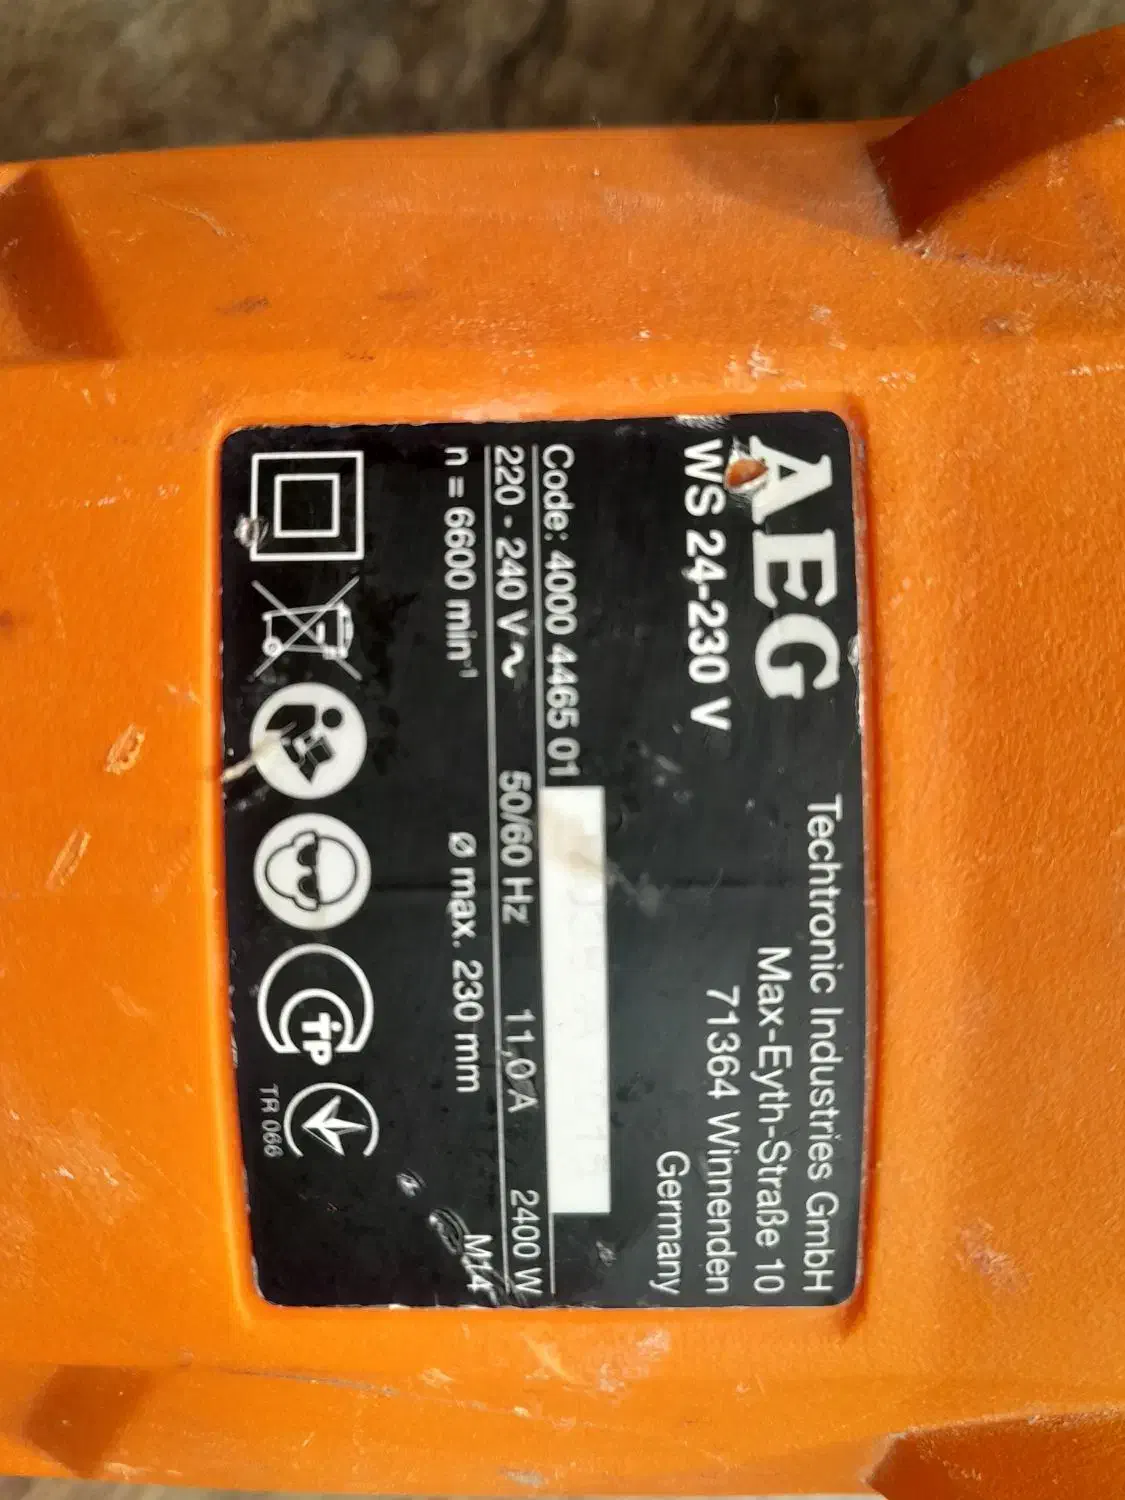 AEG
WS 24-230 V
Techtronic Industries GmbH
Max-Eyth-Straße 10
71364 Winnenden
Germany
Code: 4000 4465 01
220 - 240 V~ 50/60 Hz 11,0 A 2400 W
n = 6600 min⁻¹ Ø max. 230 mm M14
TR 066